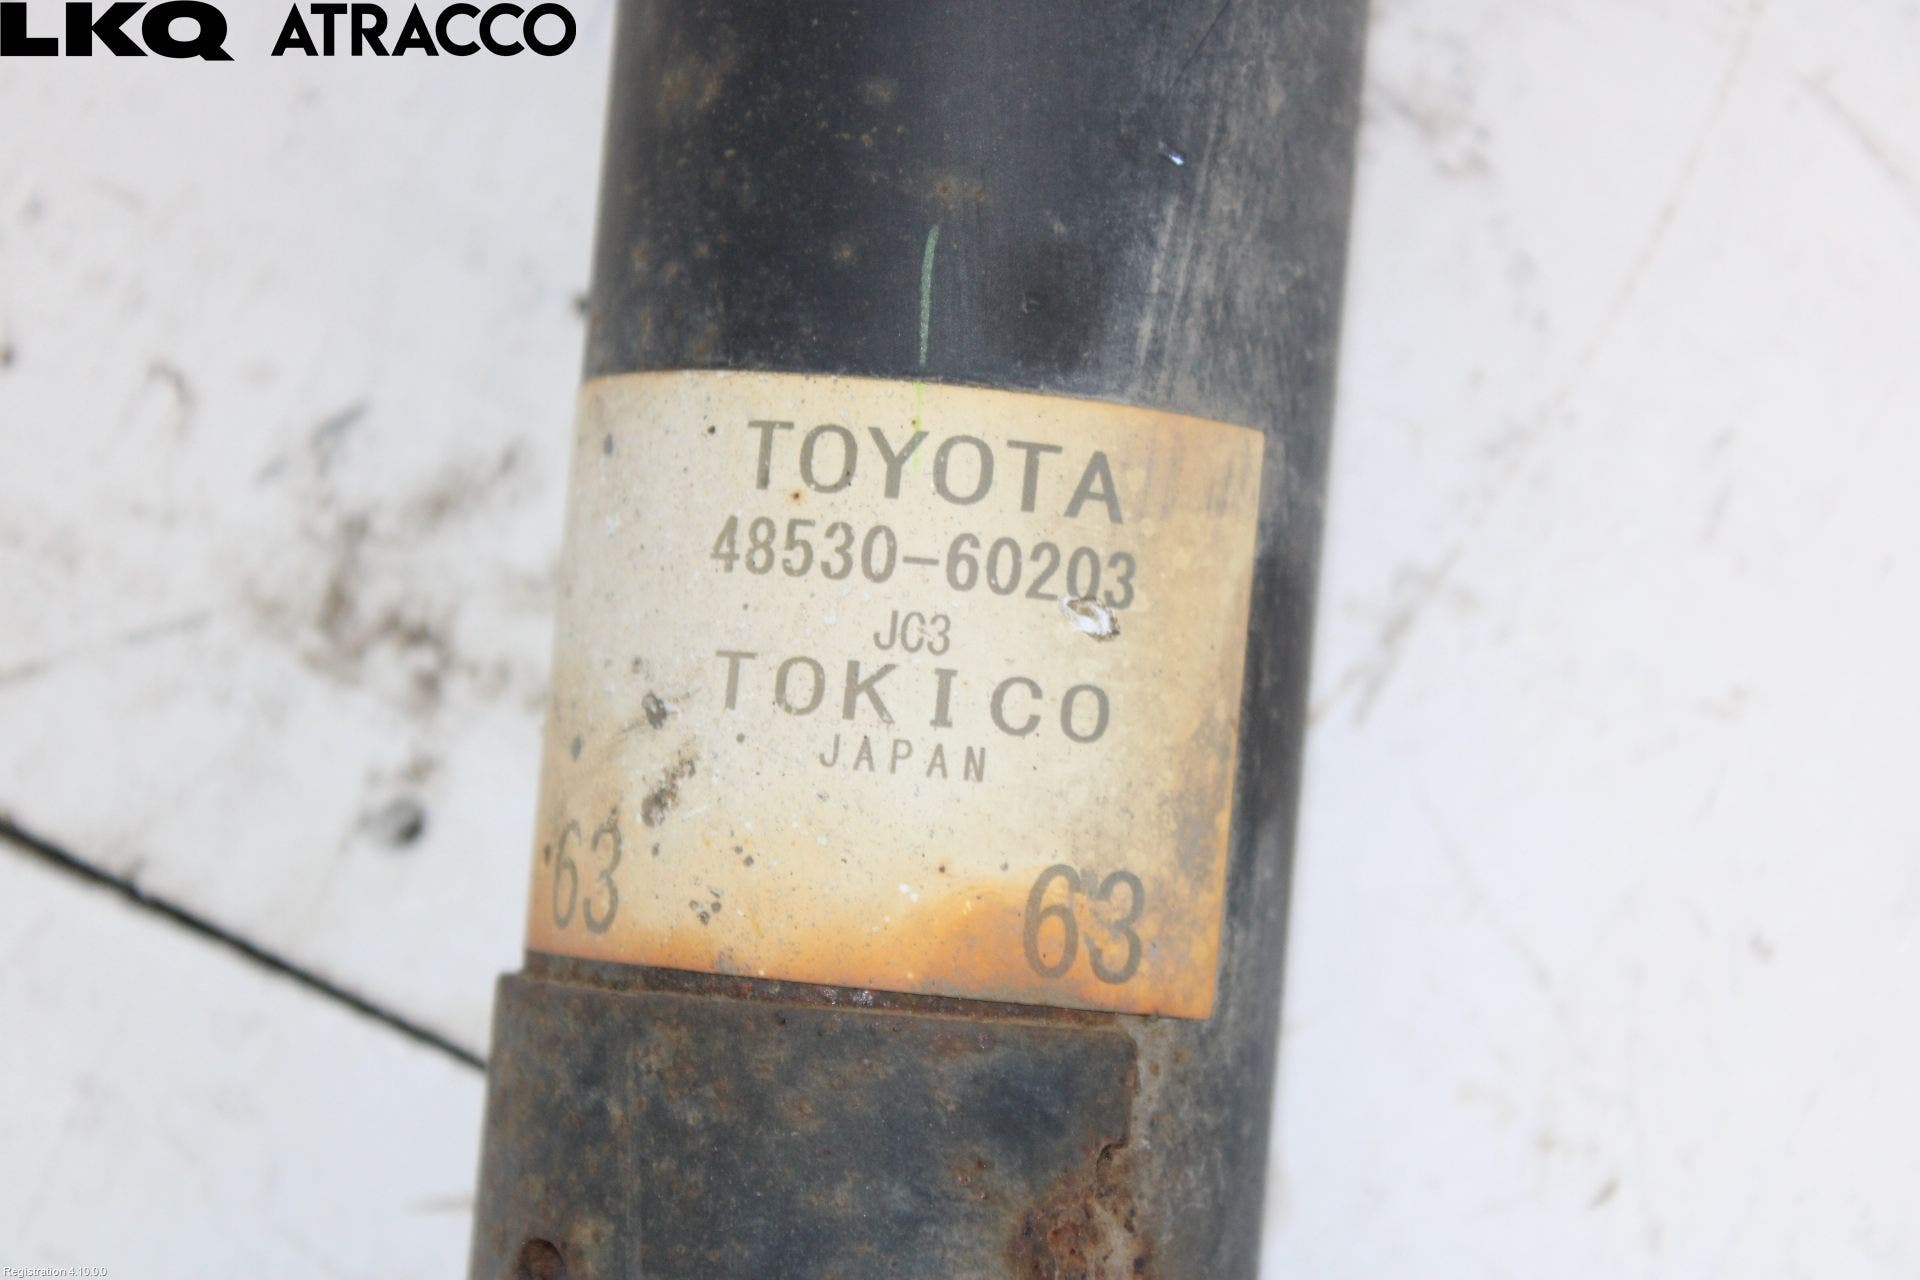 LKQ ATRACCO
TOYOTA
48530-60203
JC3
TOKICO
JAPAN
63 63
Registration 4.10.0.0